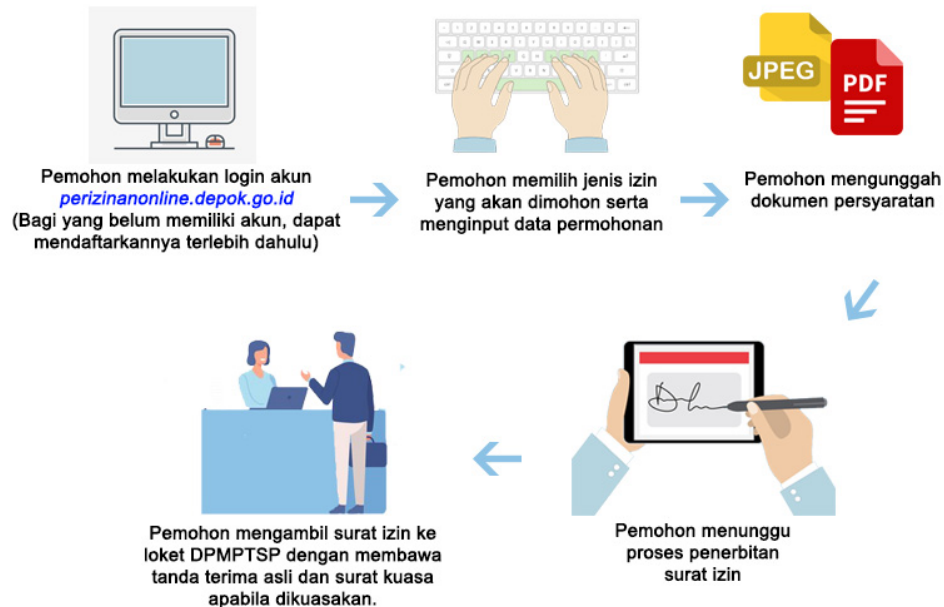 JPEG
PDF
Pemohon melakukan login akun
perizinanonline.depok.go.id
(Bagi yang belum memiliki akun, dapat
mendaftarkannya terlebih dahulu)
Pemohon memilih jenis izin
yang akan dimohon serta
menginput data permohonan
Pemohon mengunggah
dokumen persyaratan
Pemohon menunggu
proses penerbitan
surat izin
Pemohon mengambil surat izin ke
loket DPMPTSP dengan membawa
tanda terima asli dan surat kuasa
apabila dikuasakan.